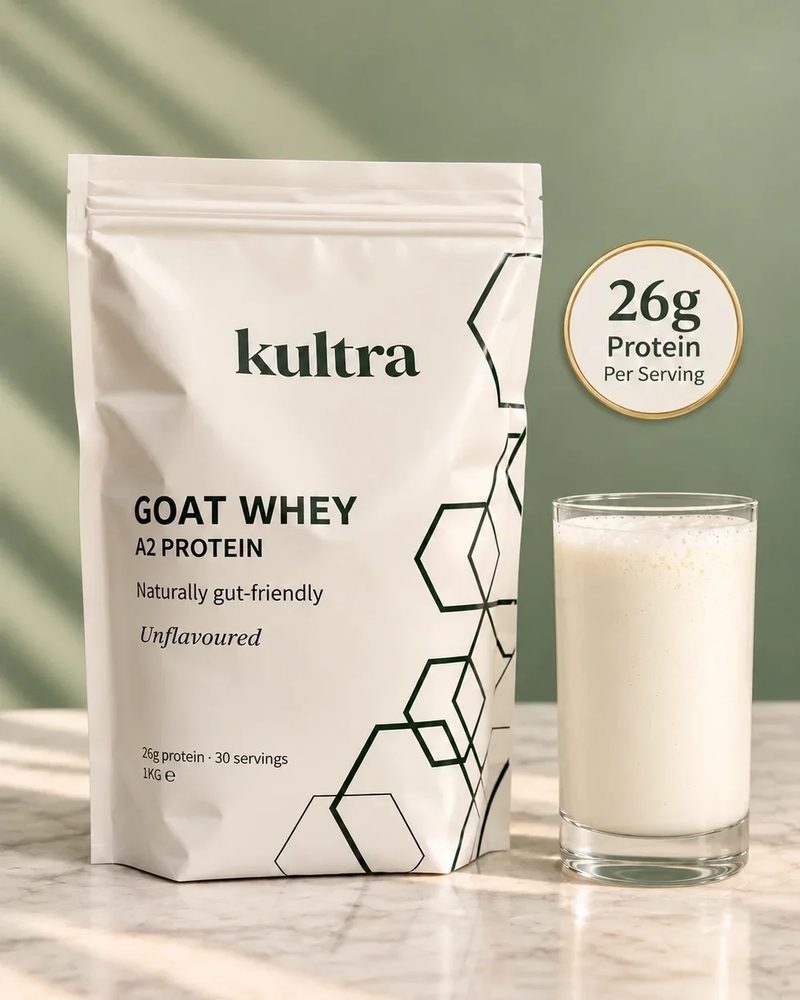 kultra
GOAT WHEY
A2 PROTEIN
Naturally gut-friendly
Unflavoured
26g protein · 30 servings
1KG ℮
26g
Protein
Per Serving